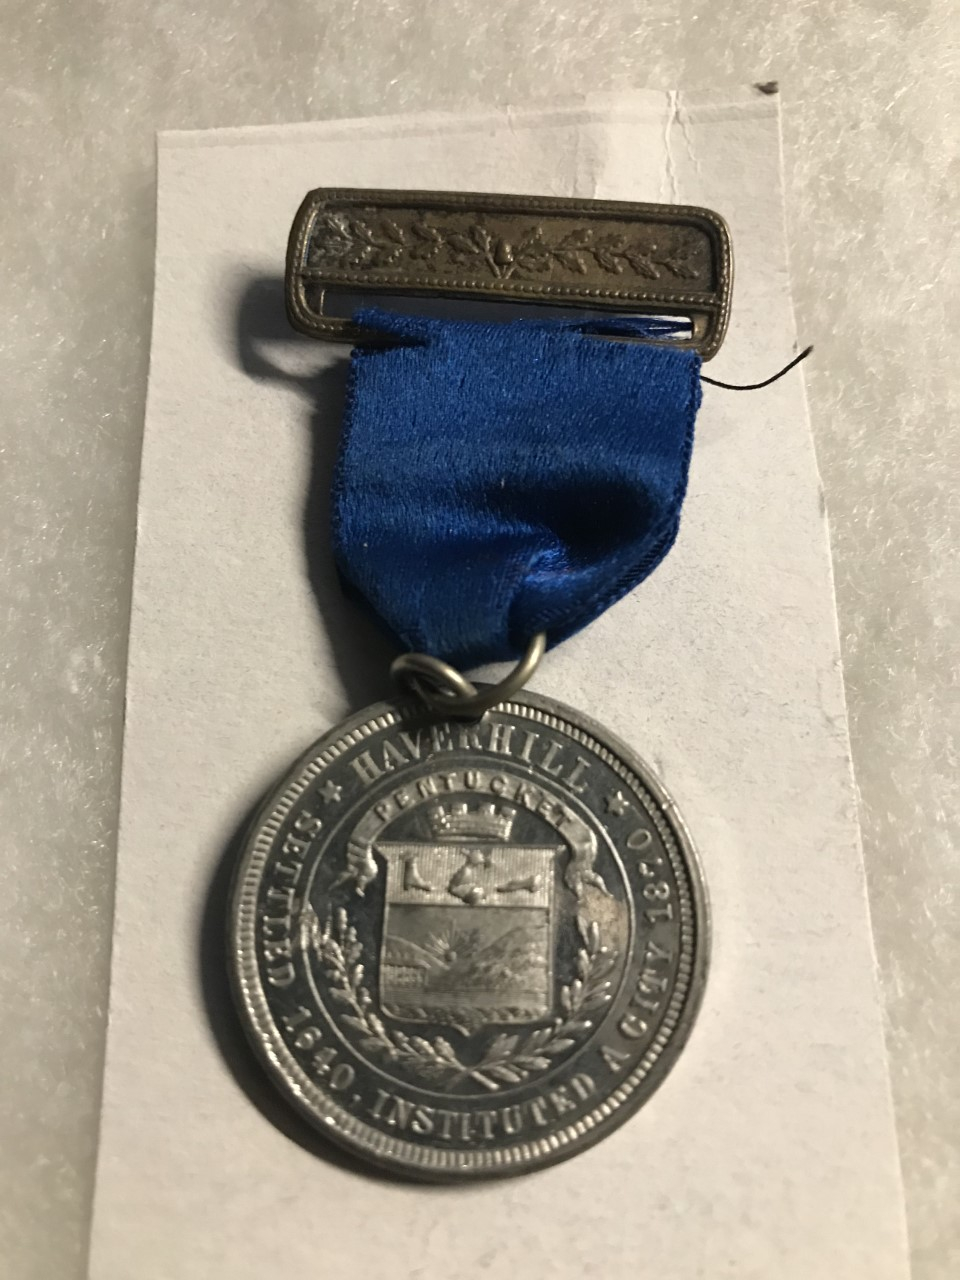 ★ HAVERHILL ★
SETTLED 1640, INSTITUTED A CITY 1870
PENTUCKET